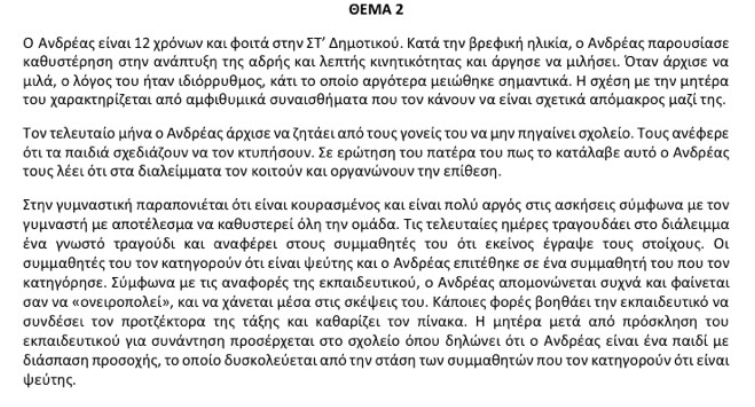 ΘΕΜΑ 2
Ο Ανδρέας είναι 12 χρόνων και φοιτά στην ΣΤ’ Δημοτικού. Κατά την βρεφική ηλικία, ο Ανδρέας παρουσίασε
καθυστέρηση στην ανάπτυξη της αδρής και λεπτής κινητικότητας και άργησε να μιλήσει. Όταν άρχισε να
μιλά, ο λόγος του ήταν ιδιόρρυθμος, κάτι το οποίο αργότερα μειώθηκε σημαντικά. Η σχέση με την μητέρα
του χαρακτηρίζεται από αμφιθυμικά συναισθήματα που τον κάνουν να είναι σχετικά απόμακρος μαζί της.
Τον τελευταίο μήνα ο Ανδρέας άρχισε να ζητάει από τους γονείς του να μην πηγαίνει σχολείο. Τους ανέφερε
ότι τα παιδιά σχεδιάζουν να τον κτυπήσουν. Σε ερώτηση του πατέρα του πως το κατάλαβε αυτό ο Ανδρέας
τους λέει ότι στα διαλείμματα τον κοιτούν και οργανώνουν την επίθεση.
Στην γυμναστική παραπονιέται ότι είναι κουρασμένος και είναι πολύ αργός στις ασκήσεις σύμφωνα με τον
γυμναστή με αποτέλεσμα να καθυστερεί όλη την ομάδα. Τις τελευταίες ημέρες τραγουδάει στο διάλειμμα
ένα γνωστό τραγούδι και αναφέρει στους συμμαθητές του ότι εκείνος έγραψε τους στοίχους. Οι
συμμαθητές του τον κατηγορούν ότι είναι ψεύτης και ο Ανδρέας επιτέθηκε σε ένα συμμαθητή του που τον
κατηγόρησε. Σύμφωνα με τις αναφορές της εκπαιδευτικού, ο Ανδρέας απομονώνεται συχνά και φαίνεται
σαν να «ονειροπολεί», και να χάνεται μέσα στις σκέψεις του. Κάποιες φορές βοηθάει την εκπαιδευτικό να
συνδέσει τον προτζέκτορα της τάξης και καθαρίζει τον πίνακα. Η μητέρα μετά από πρόσκληση του
εκπαιδευτικού για συνάντηση προσέρχεται στο σχολείο όπου δηλώνει ότι ο Ανδρέας είναι ένα παιδί με
διάσπαση προσοχής, το οποίο δυσκολεύεται από την στάση των συμμαθητών που τον κατηγορούν ότι είναι
ψεύτης.